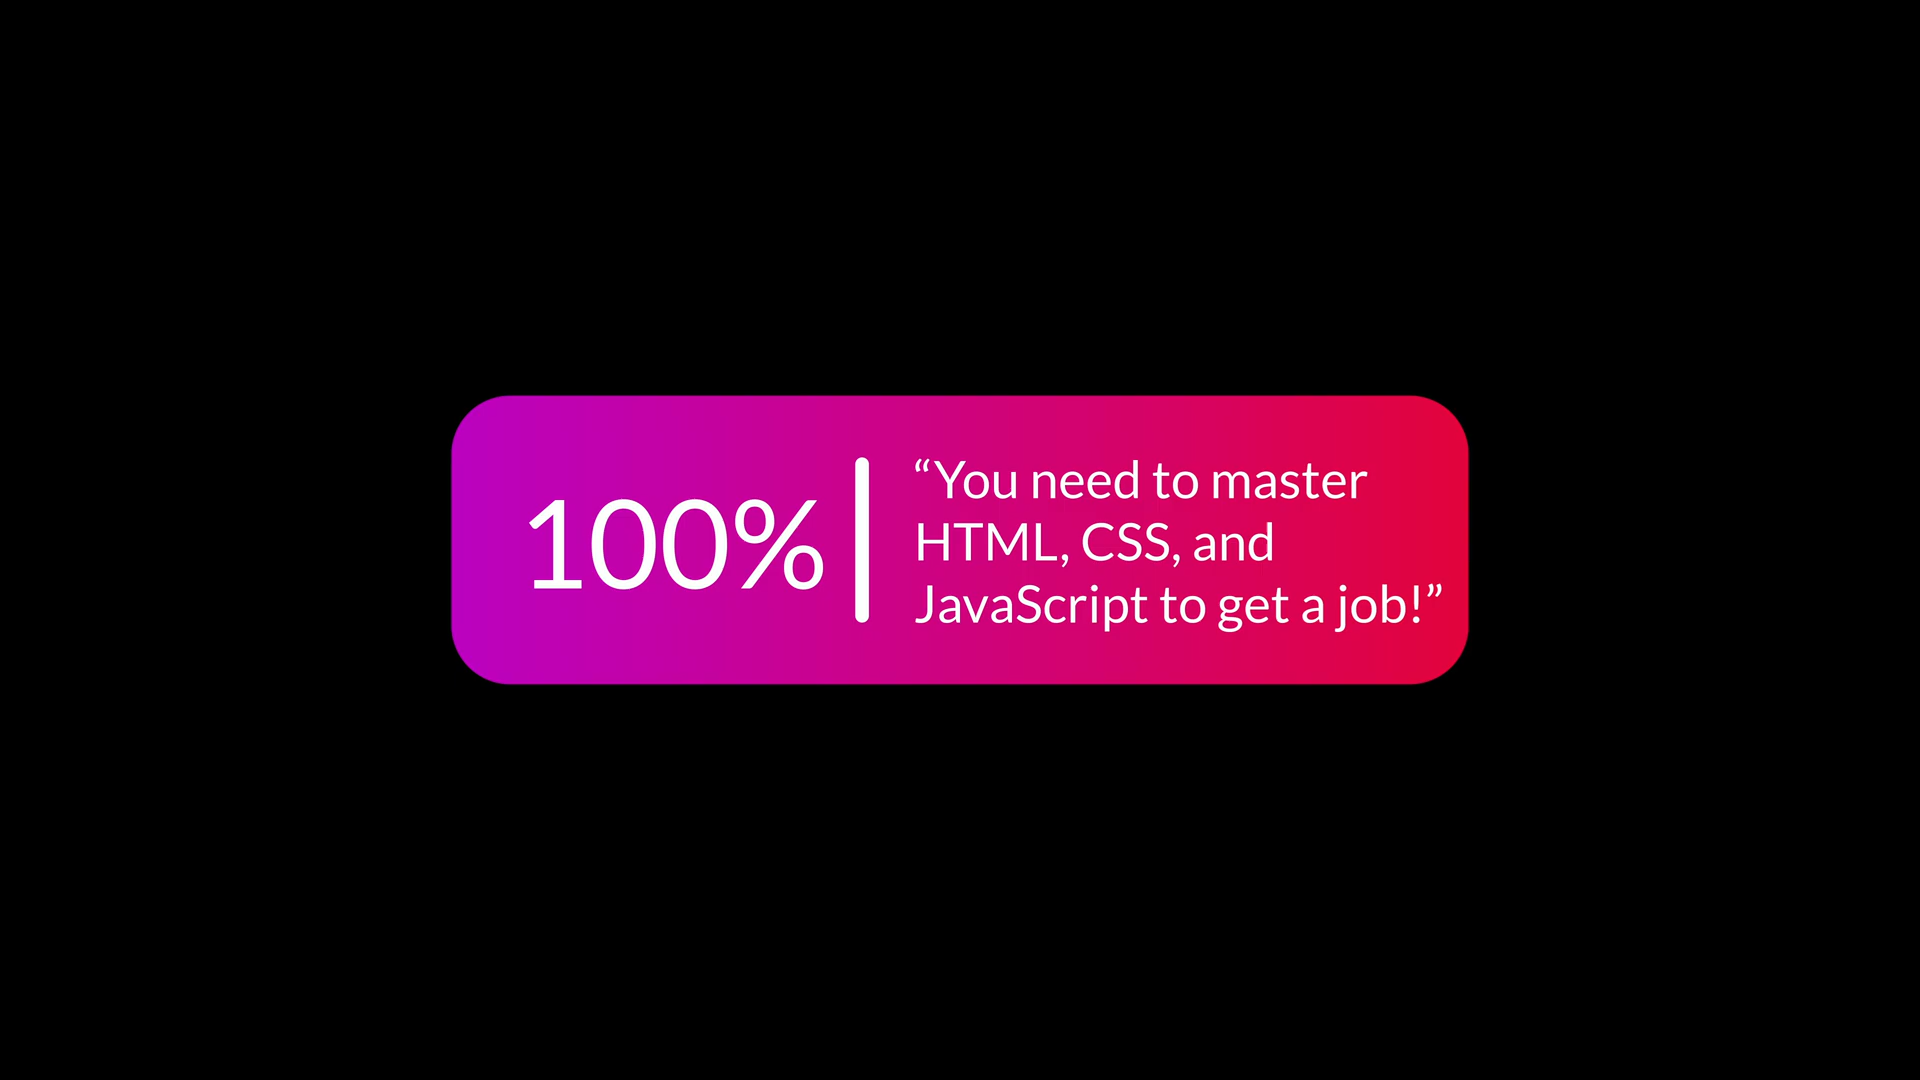 100%
“You need to master
HTML, CSS, and
JavaScript to get a job!”